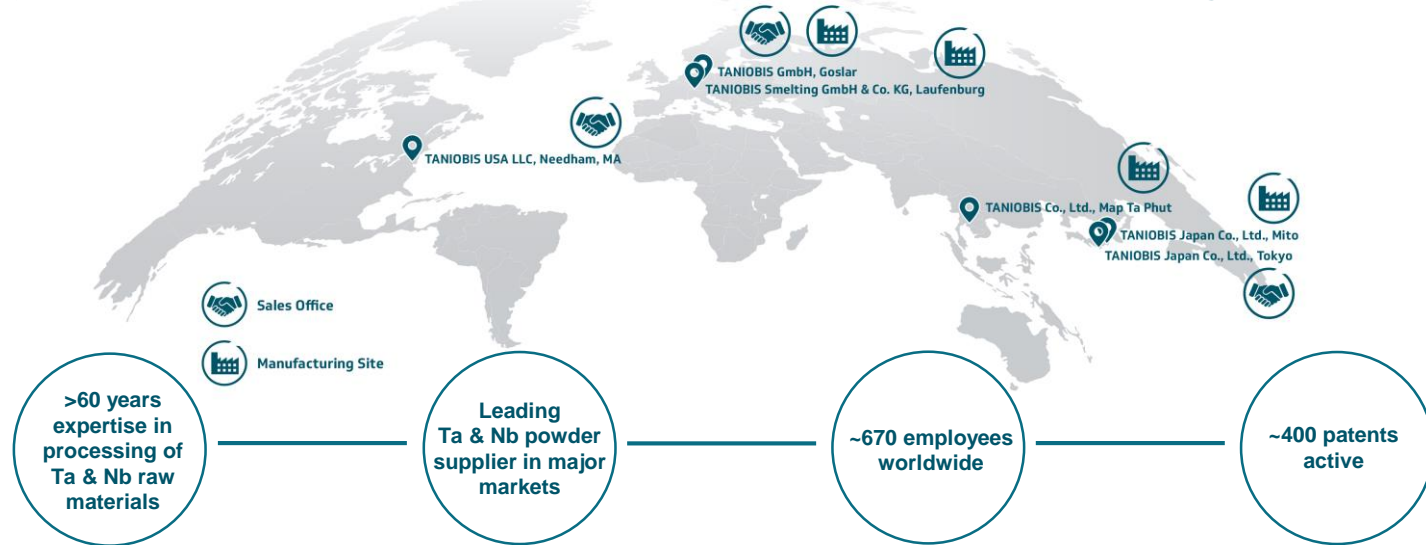 TANIOBIS GmbH, Goslar
TANIOBIS Smelting GmbH & Co. KG, Laufenburg
TANIOBIS USA LLC, Needham, MA
TANIOBIS Co., Ltd., Map Ta Phut
TANIOBIS Japan Co., Ltd., Mito
TANIOBIS Japan Co., Ltd., Tokyo
Sales Office
Manufacturing Site
>60 years
expertise in
processing of
Ta & Nb raw
materials
Leading
Ta & Nb powder
supplier in major
markets
~670 employees
worldwide
~400 patents
active